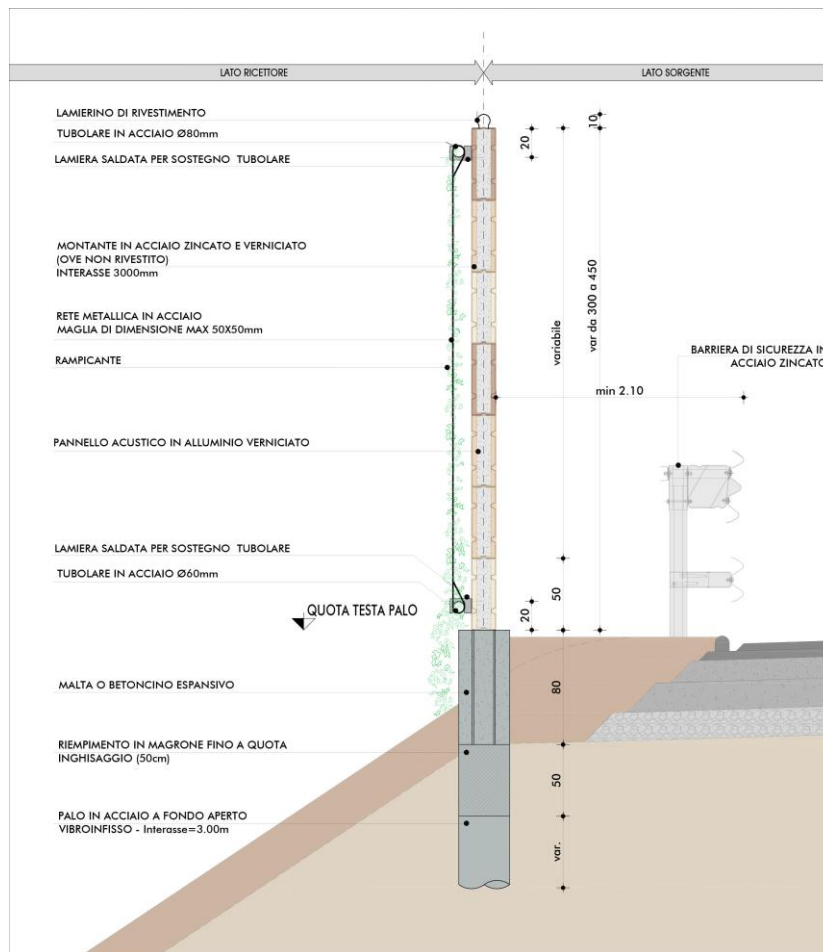 LATO RICETTORE
LATO SORGENTE
LAMIERINO DI RIVESTIMENTO
TUBOLARE IN ACCIAIO Ø80mm
LAMIERA SALDATA PER SOSTEGNO TUBOLARE
10
20
MONTANTE IN ACCIAIO ZINCATO E VERNICIATO
(OVE NON RIVESTITO)
INTERASSE 3000mm
RETE METALLICA IN ACCIAIO
MAGLIA DI DIMENSIONE MAX 50X50mm
RAMPICANTE
variabile
var da 300 a 450
BARRIERA DI SICUREZZA IN
ACCIAIO ZINCATO
min 2.10
PANNELLO ACUSTICO IN ALLUMINIO VERNICIATO
LAMIERA SALDATA PER SOSTEGNO TUBOLARE
TUBOLARE IN ACCIAIO Ø60mm
50
20
QUOTA TESTA PALO
MALTA O BETONCINO ESPANSIVO
80
RIEMPIMENTO IN MAGRONE FINO A QUOTA
INGHISAGGIO (50cm)
50
PALO IN ACCIAIO A FONDO APERTO
VIBROINFISSO - Interasse=3.00m
var.